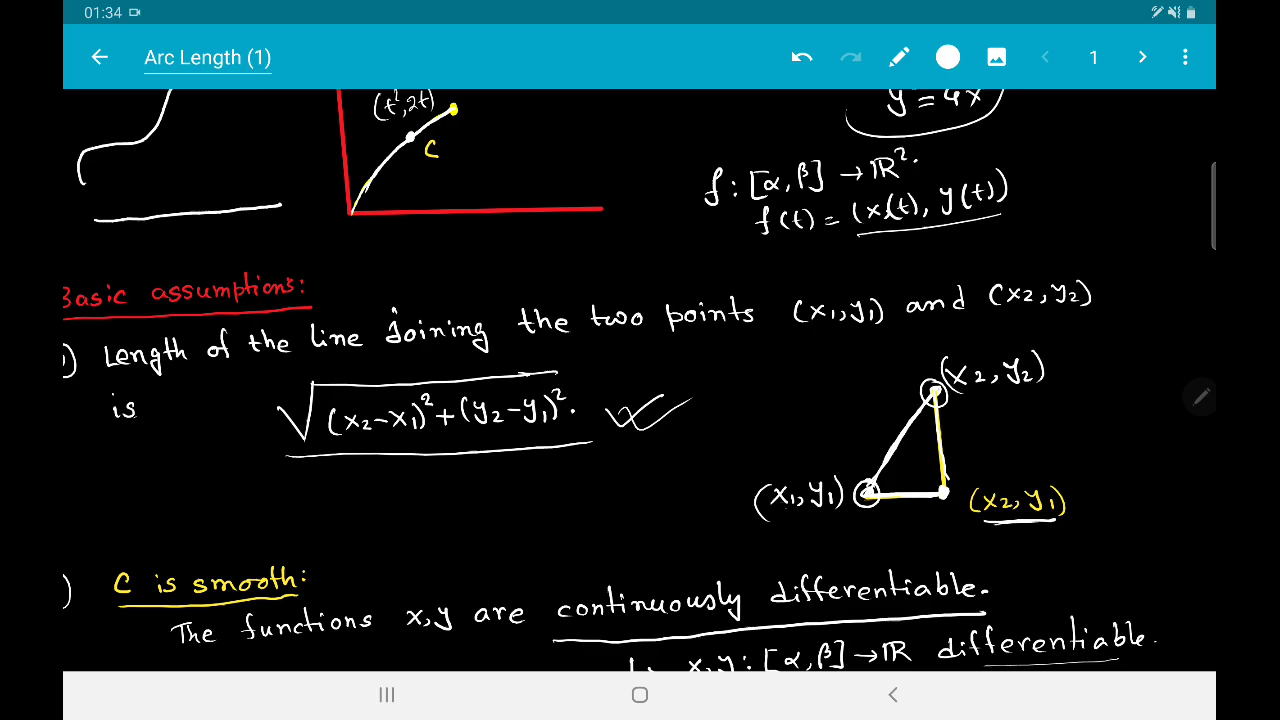 01:34
Arc Length (1)
1
(t², 2t)
C
y = 4x
f : [α, β] → ℝ².
f(t) = (x(t), y(t))
Basic assumptions:
) Length of the line joining the two points (x₁, y₁) and (x₂, y₂)
is √(x₂-x₁)² + (y₂-y₁)².
(x₂, y₂)
(x₁, y₁)
(x₂, y₁)
) C is smooth:
The functions x, y are continuously differentiable.
x, y : [α, β] → ℝ differentiable.